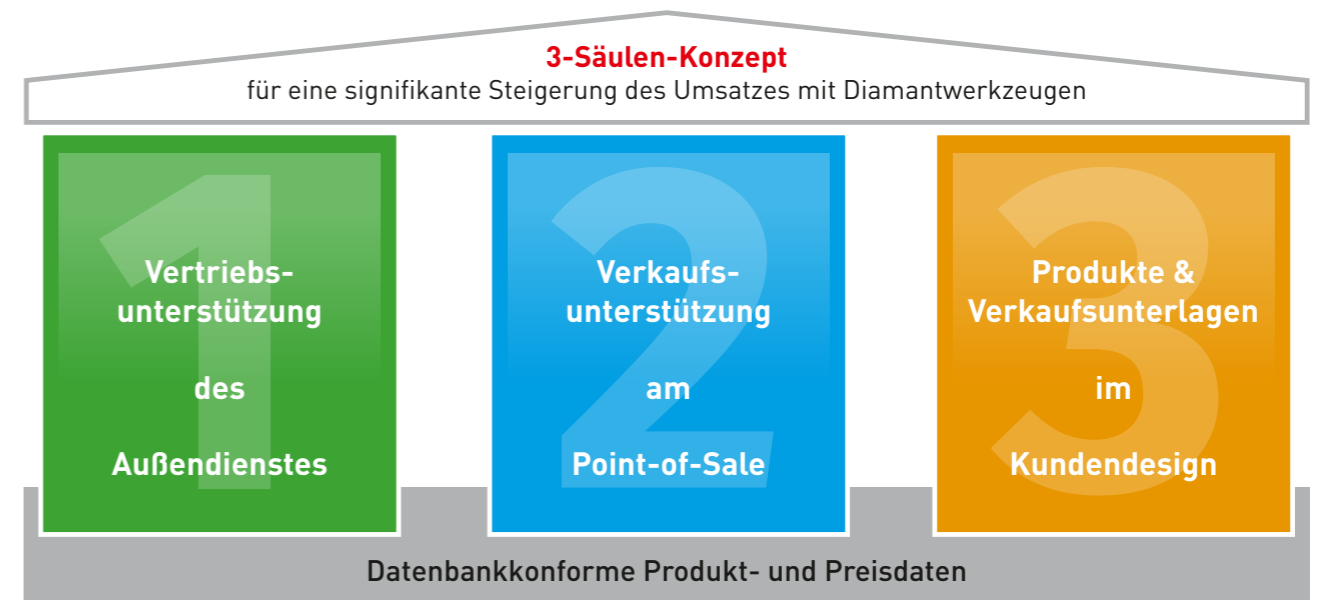 3-Säulen-Konzept
für eine signifikante Steigerung des Umsatzes mit Diamantwerkzeugen
1
Vertriebs-
unterstützung
des
Außendienstes
2
Verkaufs-
unterstützung
am
Point-of-Sale
3
Produkte &
Verkaufsunterlagen
im
Kundendesign
Datenbankkonforme Produkt- und Preisdaten